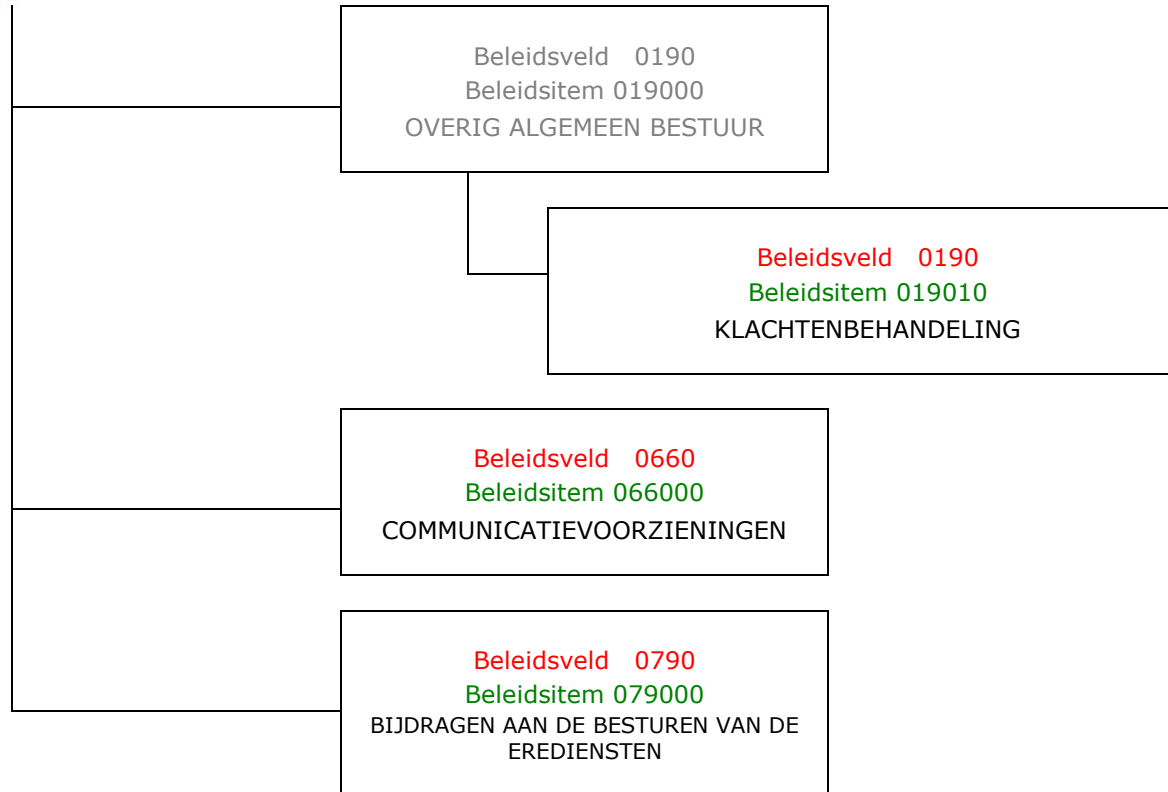 Beleidsveld 0190
Beleidsitem 019000
OVERIG ALGEMEEN BESTUUR
Beleidsveld 0190
Beleidsitem 019010
KLACHTENBEHANDELING
Beleidsveld 0660
Beleidsitem 066000
COMMUNICATIEVOORZIENINGEN
Beleidsveld 0790
Beleidsitem 079000
BIJDRAGEN AAN DE BESTUREN VAN DE
EREDIENSTEN